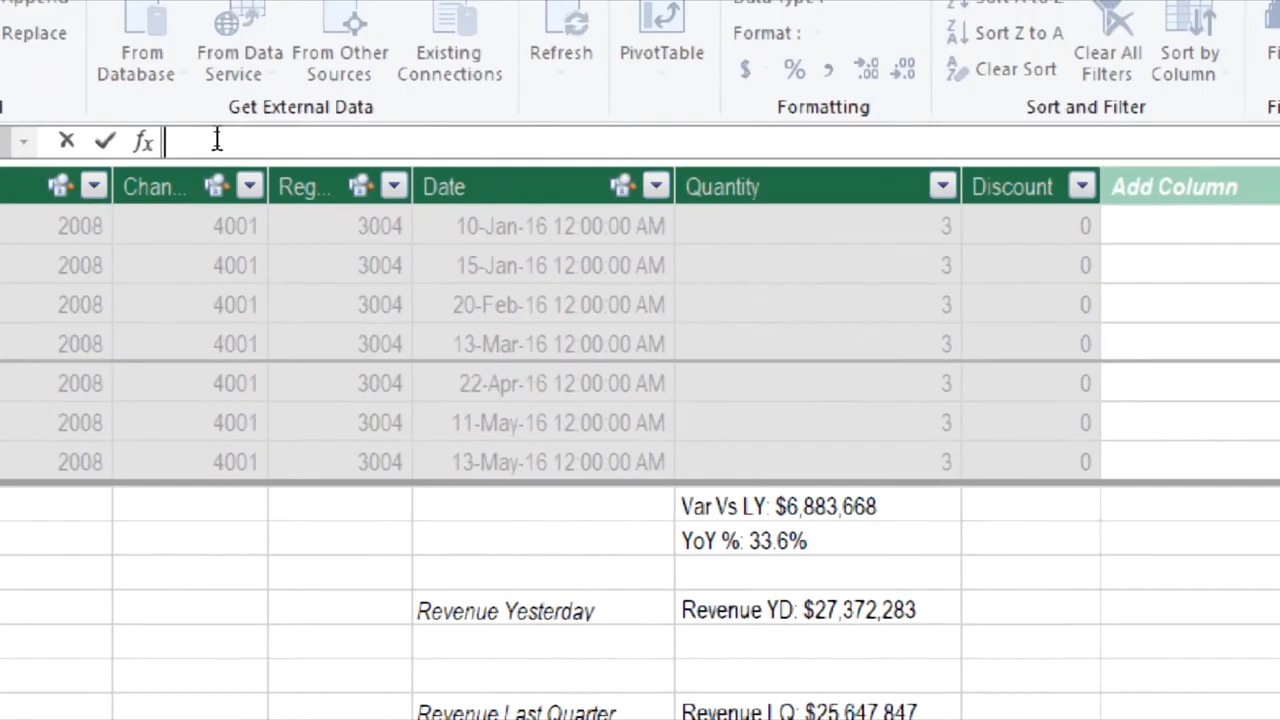 Replace
From Database
From Data Service
From Other Sources
Existing Connections
Refresh
PivotTable
Format :
$ % , .00
Sort Z to A
Clear Sort
Clear All Filters
Sort by Column
Get External Data
Formatting
Sort and Filter
fx
Chan... Reg... Date Quantity Discount Add Column
2008 4001 3004 10-Jan-16 12:00:00 AM 3 0
2008 4001 3004 15-Jan-16 12:00:00 AM 3 0
2008 4001 3004 20-Feb-16 12:00:00 AM 3 0
2008 4001 3004 13-Mar-16 12:00:00 AM 3 0
2008 4001 3004 22-Apr-16 12:00:00 AM 3 0
2008 4001 3004 11-May-16 12:00:00 AM 3 0
2008 4001 3004 13-May-16 12:00:00 AM 3 0
Var Vs LY: $6,883,668
YoY %: 33.6%
Revenue Yesterday Revenue YD: $27,372,283
Revenue Last Quarter Revenue LQ: $25,647,847